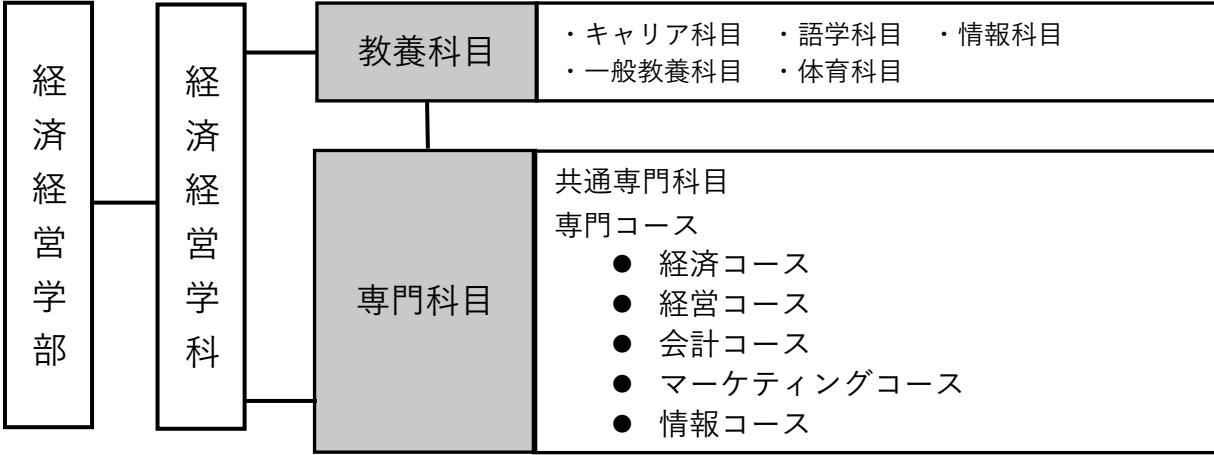 経済経営学部
経済経営学科
教養科目
・キャリア科目　・語学科目　・情報科目
・一般教養科目　・体育科目
専門科目
共通専門科目
専門コース
● 経済コース
● 経営コース
● 会計コース
● マーケティングコース
● 情報コース